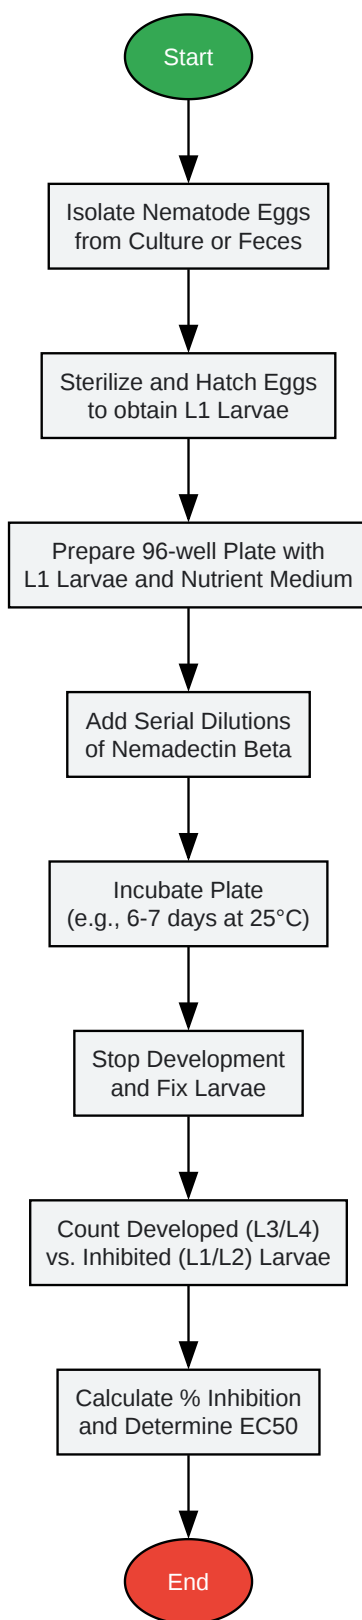 Start
Isolate Nematode Eggs
from Culture or Feces
Sterilize and Hatch Eggs
to obtain L1 Larvae
Prepare 96-well Plate with
L1 Larvae and Nutrient Medium
Add Serial Dilutions
of Nemadectin Beta
Incubate Plate
(e.g., 6-7 days at 25°C)
Stop Development
and Fix Larvae
Count Developed (L3/L4)
vs. Inhibited (L1/L2) Larvae
Calculate % Inhibition
and Determine EC50
End